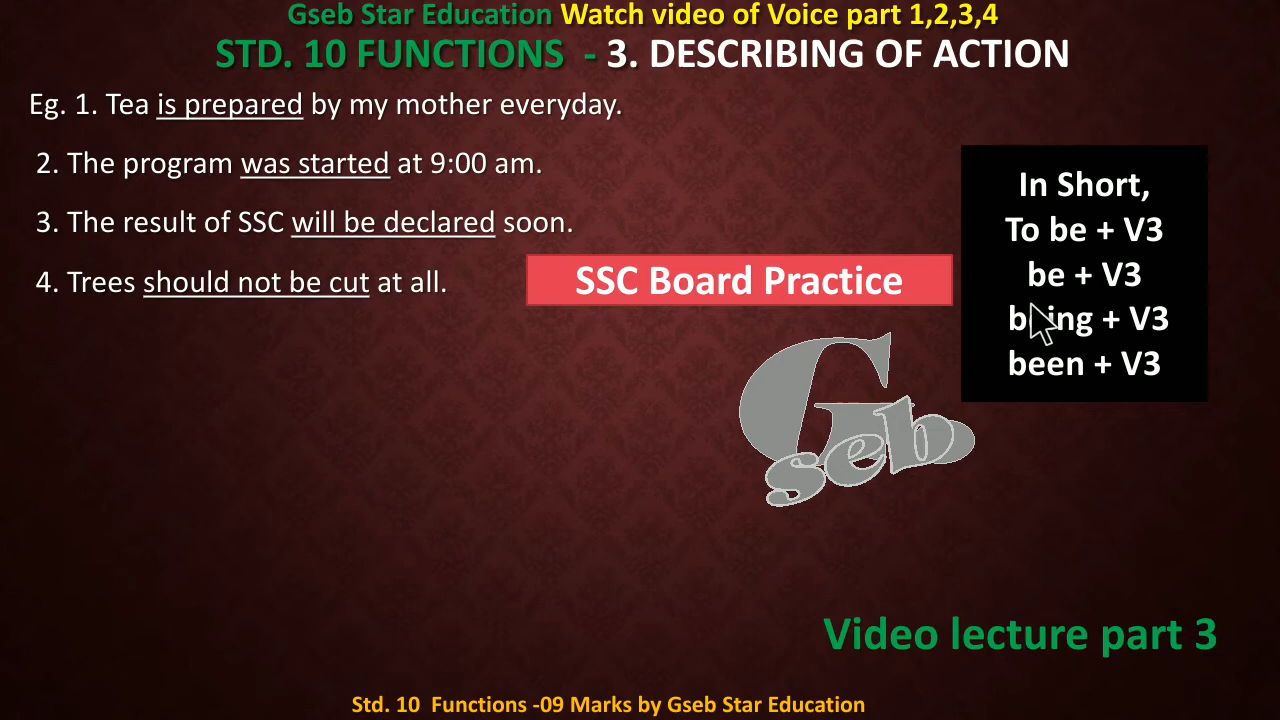 Gseb Star Education Watch video of Voice part 1,2,3,4
STD. 10 FUNCTIONS - 3. DESCRIBING OF ACTION
Eg. 1. Tea is prepared by my mother everyday.
2. The program was started at 9:00 am.
3. The result of SSC will be declared soon.
4. Trees should not be cut at all.
SSC Board Practice
In Short,
To be + V3
be + V3
being + V3
been + V3
Gseb
Video lecture part 3
Std. 10 Functions -09 Marks by Gseb Star Education